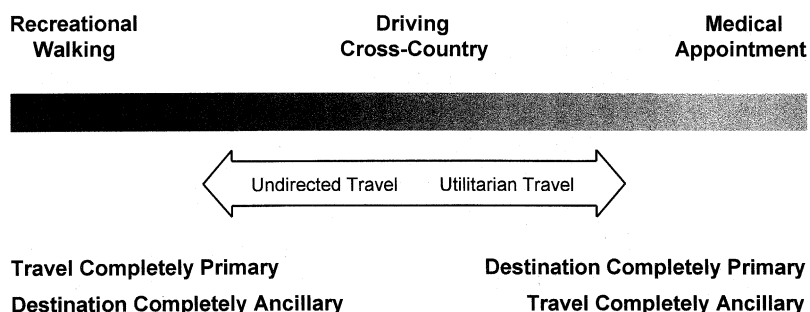 Recreational
Walking
Driving
Cross-Country
Medical
Appointment
Undirected Travel
Utilitarian Travel
Travel Completely Primary
Destination Completely Ancillary
Destination Completely Primary
Travel Completely Ancillary